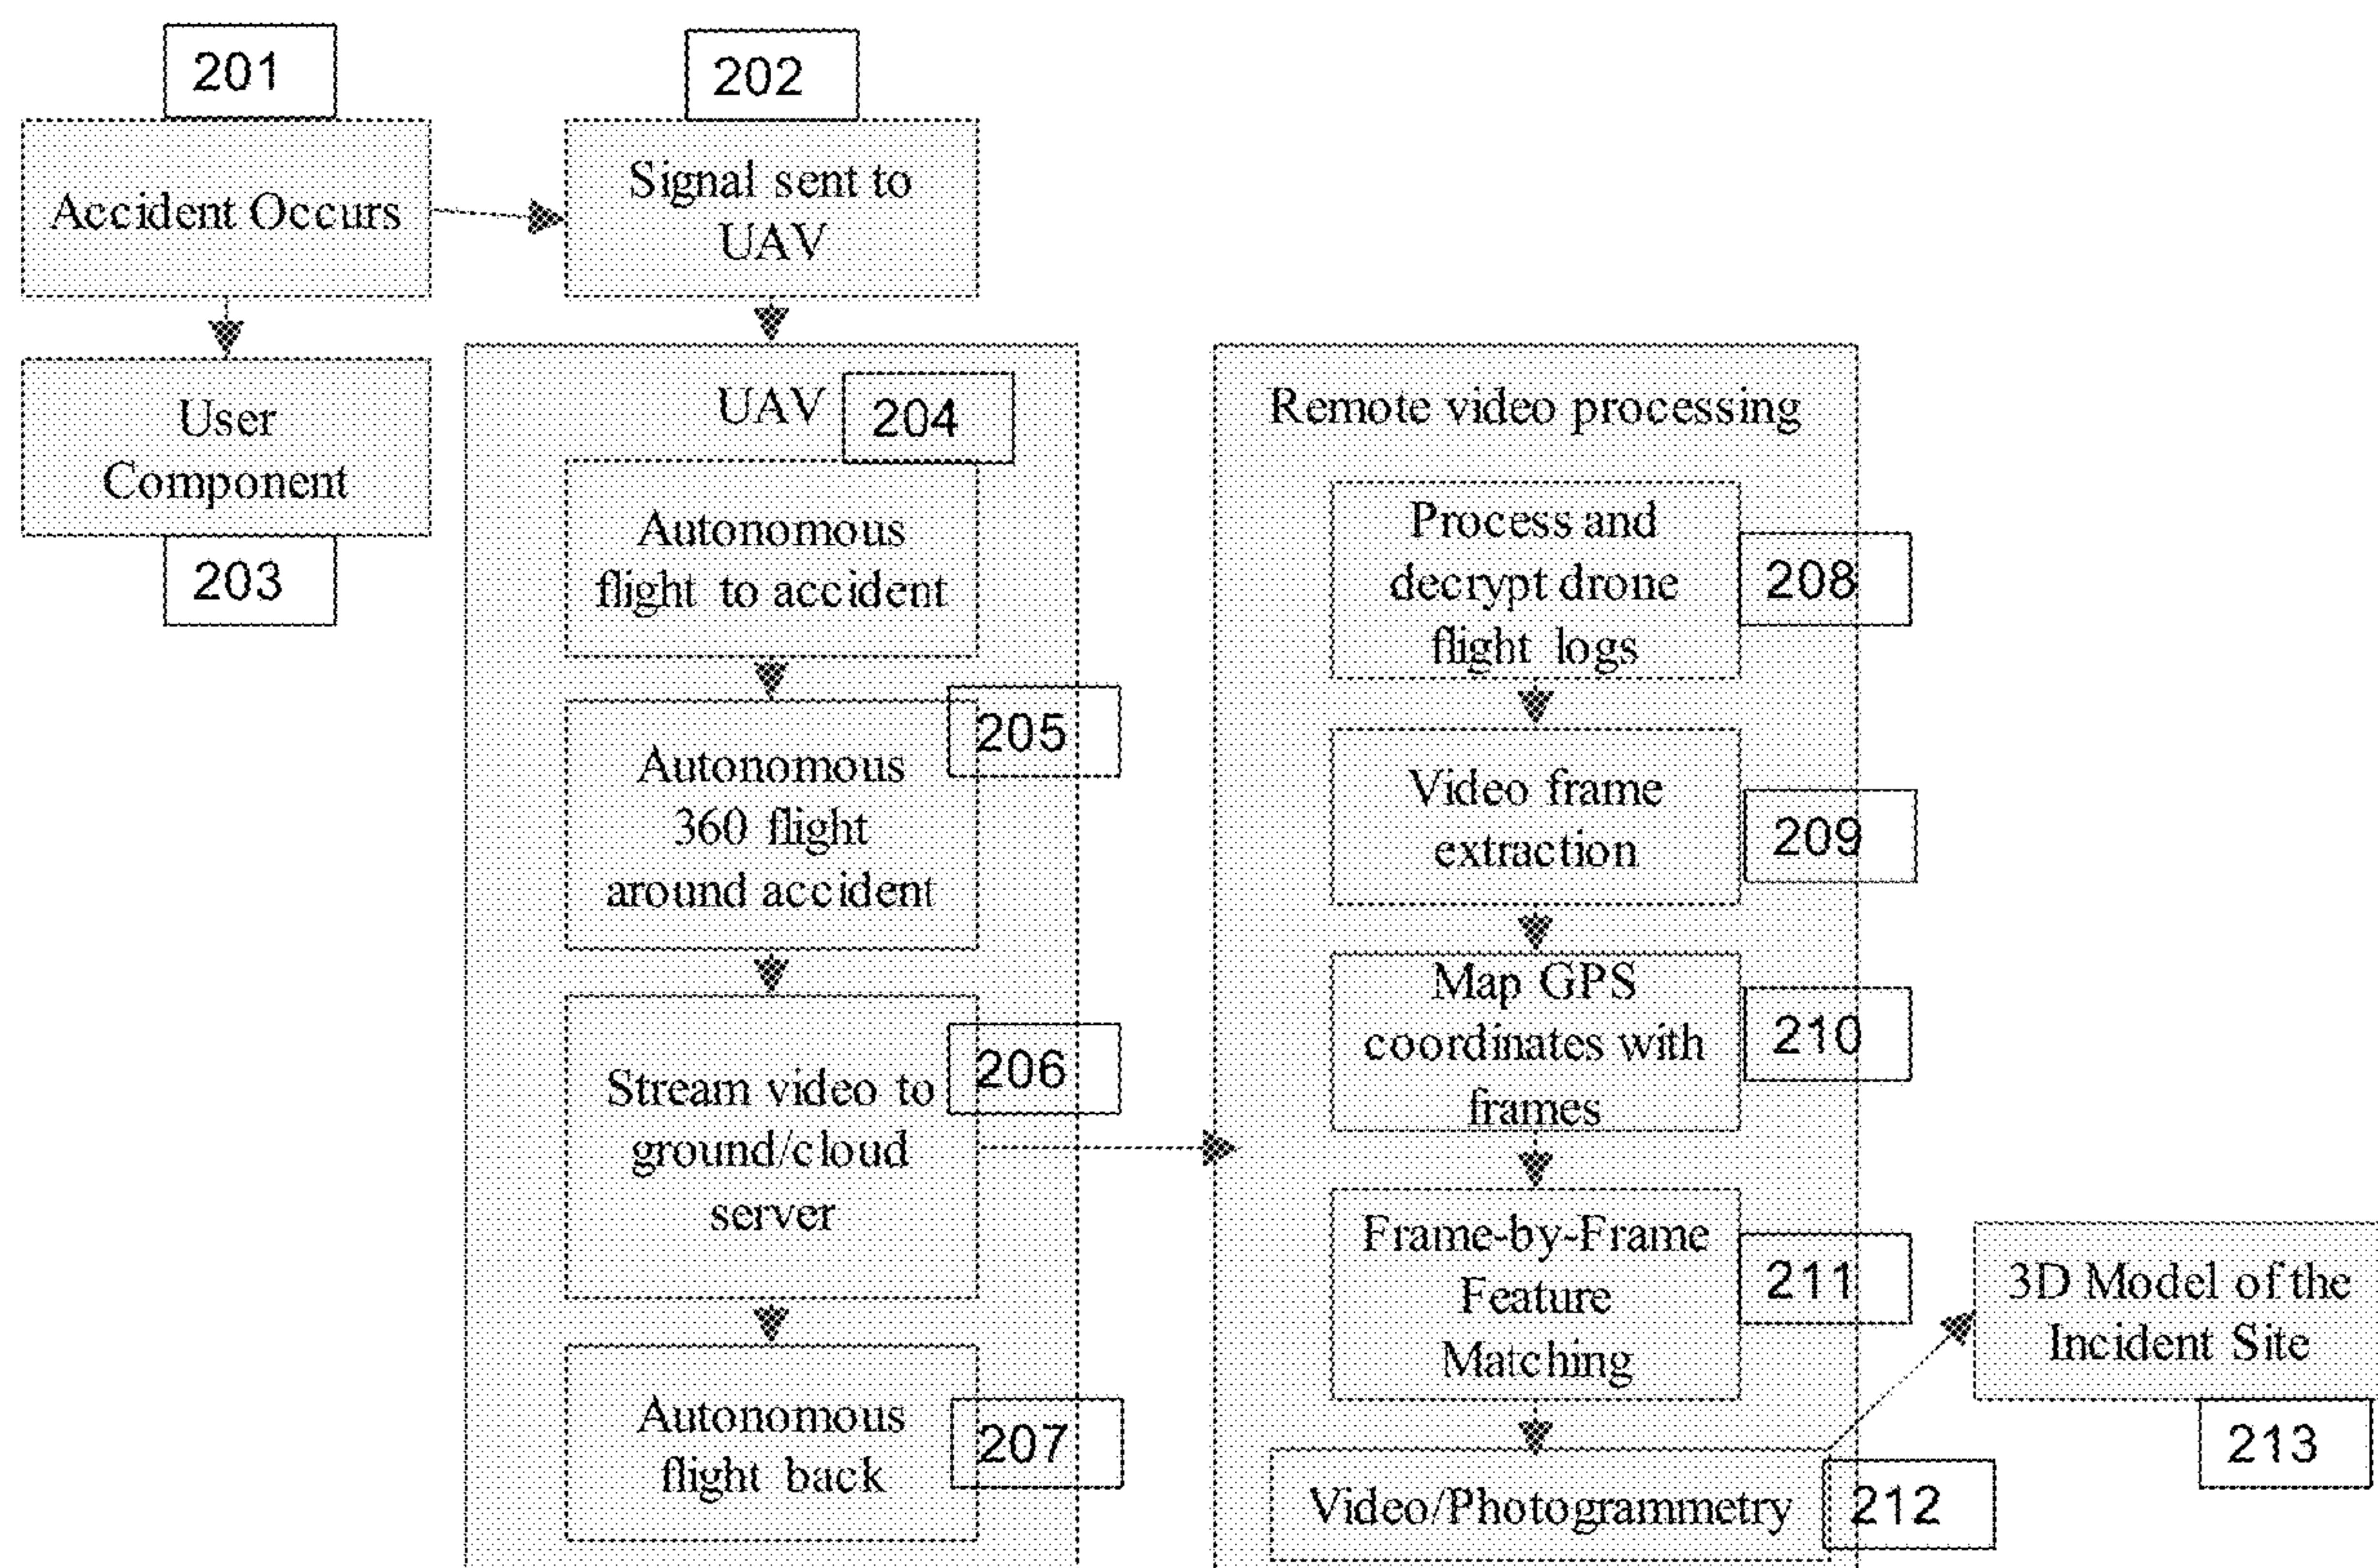 201
Accident Occurs
202
Signal sent to
UAV
User
Component
203
UAV
204
Autonomous
flight to accident
205
Autonomous
360 flight
around accident
206
Stream video to
ground/cloud
server
207
Autonomous
flight back
Remote video processing
Process and
decrypt drone
flight logs
208
Video frame
extraction
209
Map GPS
coordinates with
frames
210
Frame-by-Frame
Feature
Matching
211
Video/Photogrammetry
212
3D Model of the
Incident Site
213